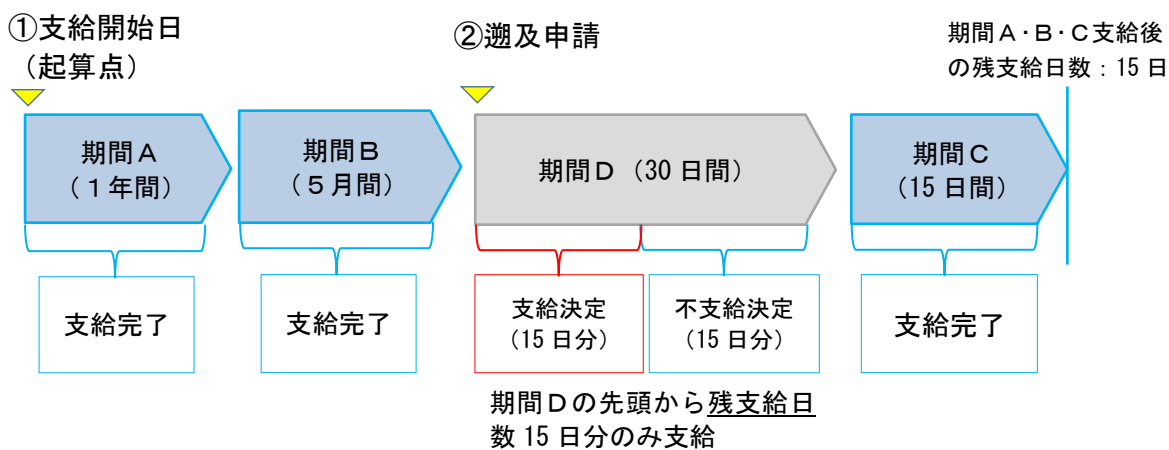 ①支給開始日
（起算点）
②遡及申請
期間Ａ・Ｂ・Ｃ支給後
の残支給日数：15 日
期間Ａ
（１年間）
期間Ｂ
（５月間）
期間Ｄ（30 日間）
期間Ｃ
（15 日間）
支給完了
支給完了
支給決定
（15 日分）
不支給決定
（15 日分）
支給完了
期間Ｄの先頭から残支給日
数 15 日分のみ支給